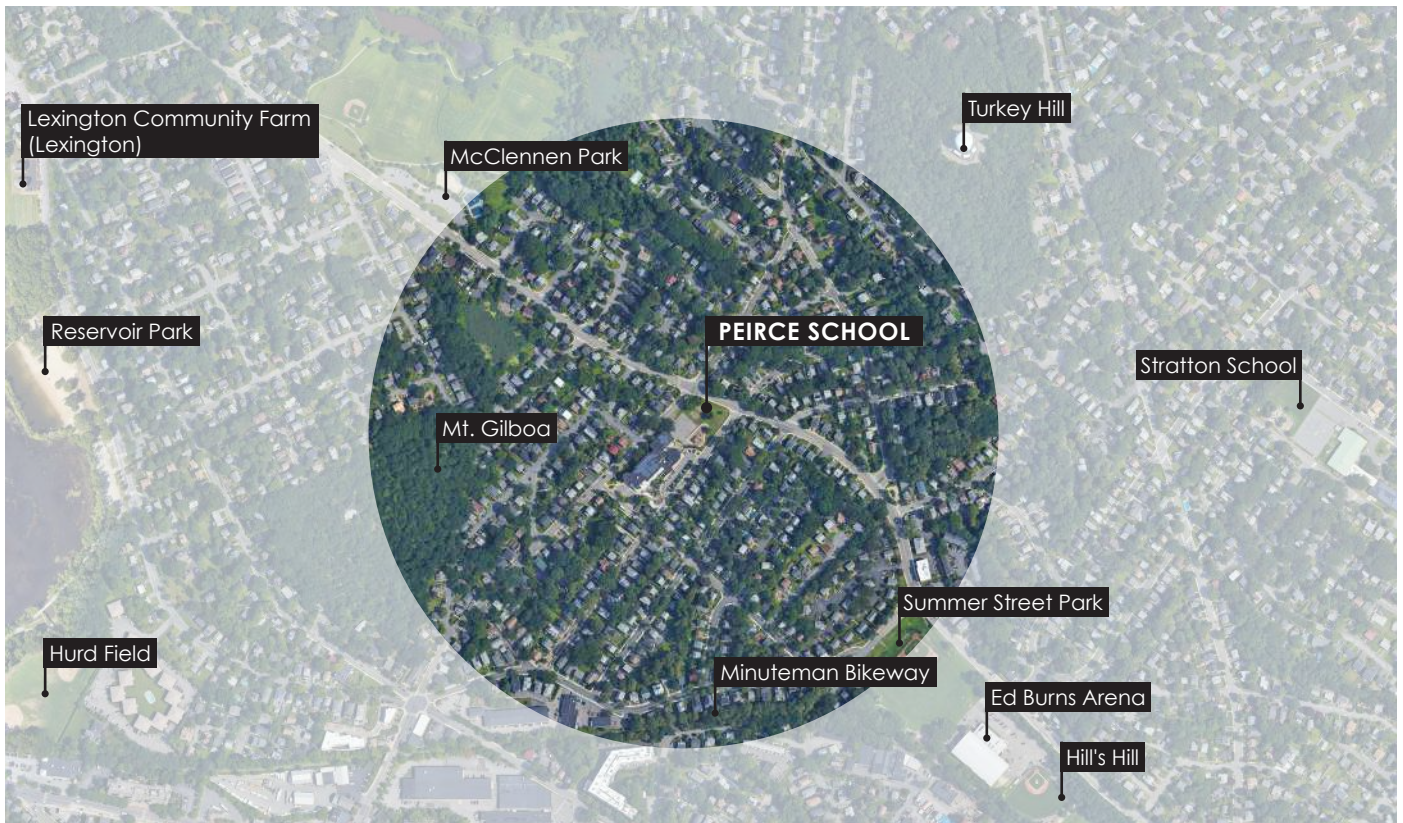 Lexington Community Farm
(Lexington)
Turkey Hill
McClennen Park
Reservoir Park
PEIRCE SCHOOL
Stratton School
Mt. Gilboa
Summer Street Park
Hurd Field
Minuteman Bikeway
Ed Burns Arena
Hill's Hill